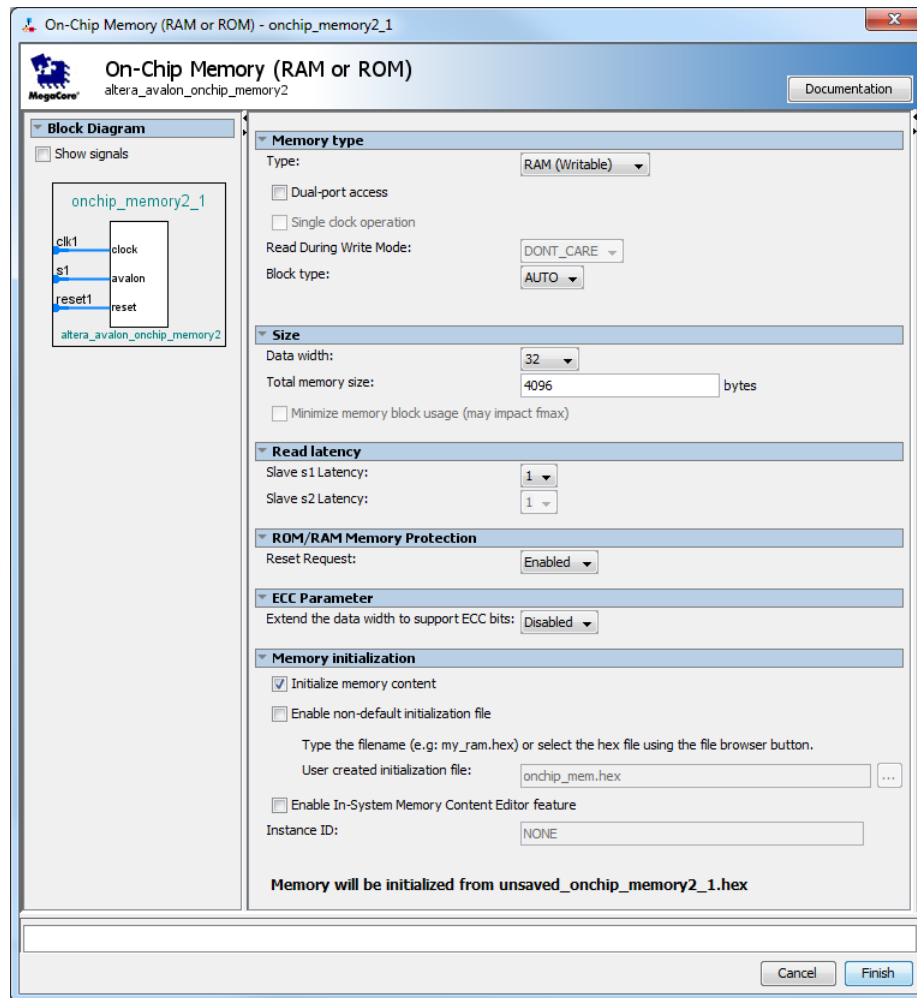 On-Chip Memory (RAM or ROM) - onchip_memory2_1
x
MegaCore®
On-Chip Memory (RAM or ROM)
altera_avalon_onchip_memory2
Documentation
Block Diagram
Show signals
onchip_memory2_1
clk1
clock
s1
avalon
reset1
reset
altera_avalon_onchip_memory2
Memory type
Type: RAM (Writable)
Dual-port access
Single clock operation
Read During Write Mode: DONT_CARE
Block type: AUTO
Size
Data width: 32
Total memory size: 4096 bytes
Minimize memory block usage (may impact fmax)
Read latency
Slave s1 Latency: 1
Slave s2 Latency: 1
ROM/RAM Memory Protection
Reset Request: Enabled
ECC Parameter
Extend the data width to support ECC bits: Disabled
Memory initialization
Initialize memory content
Enable non-default initialization file
Type the filename (e.g: my_ram.hex) or select the hex file using the file browser button.
User created initialization file: onchip_mem.hex ...
Enable In-System Memory Content Editor feature
Instance ID: NONE
Memory will be initialized from unsaved_onchip_memory2_1.hex
Cancel Finish